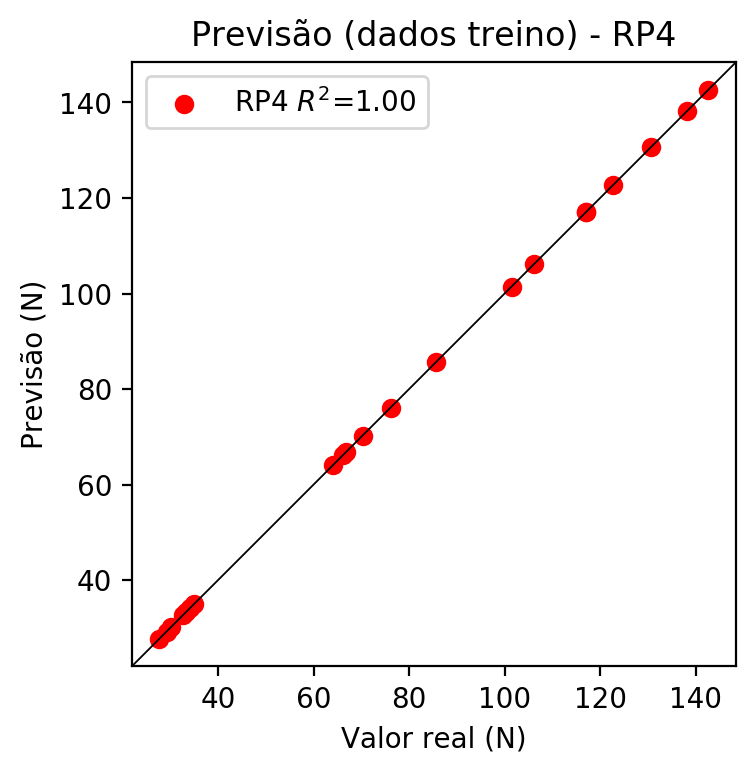 Previsão (dados treino) - RP4
RP4 R²=1.00
Previsão (N)
140
120
100
80
60
40
40 60 80 100 120 140
Valor real (N)